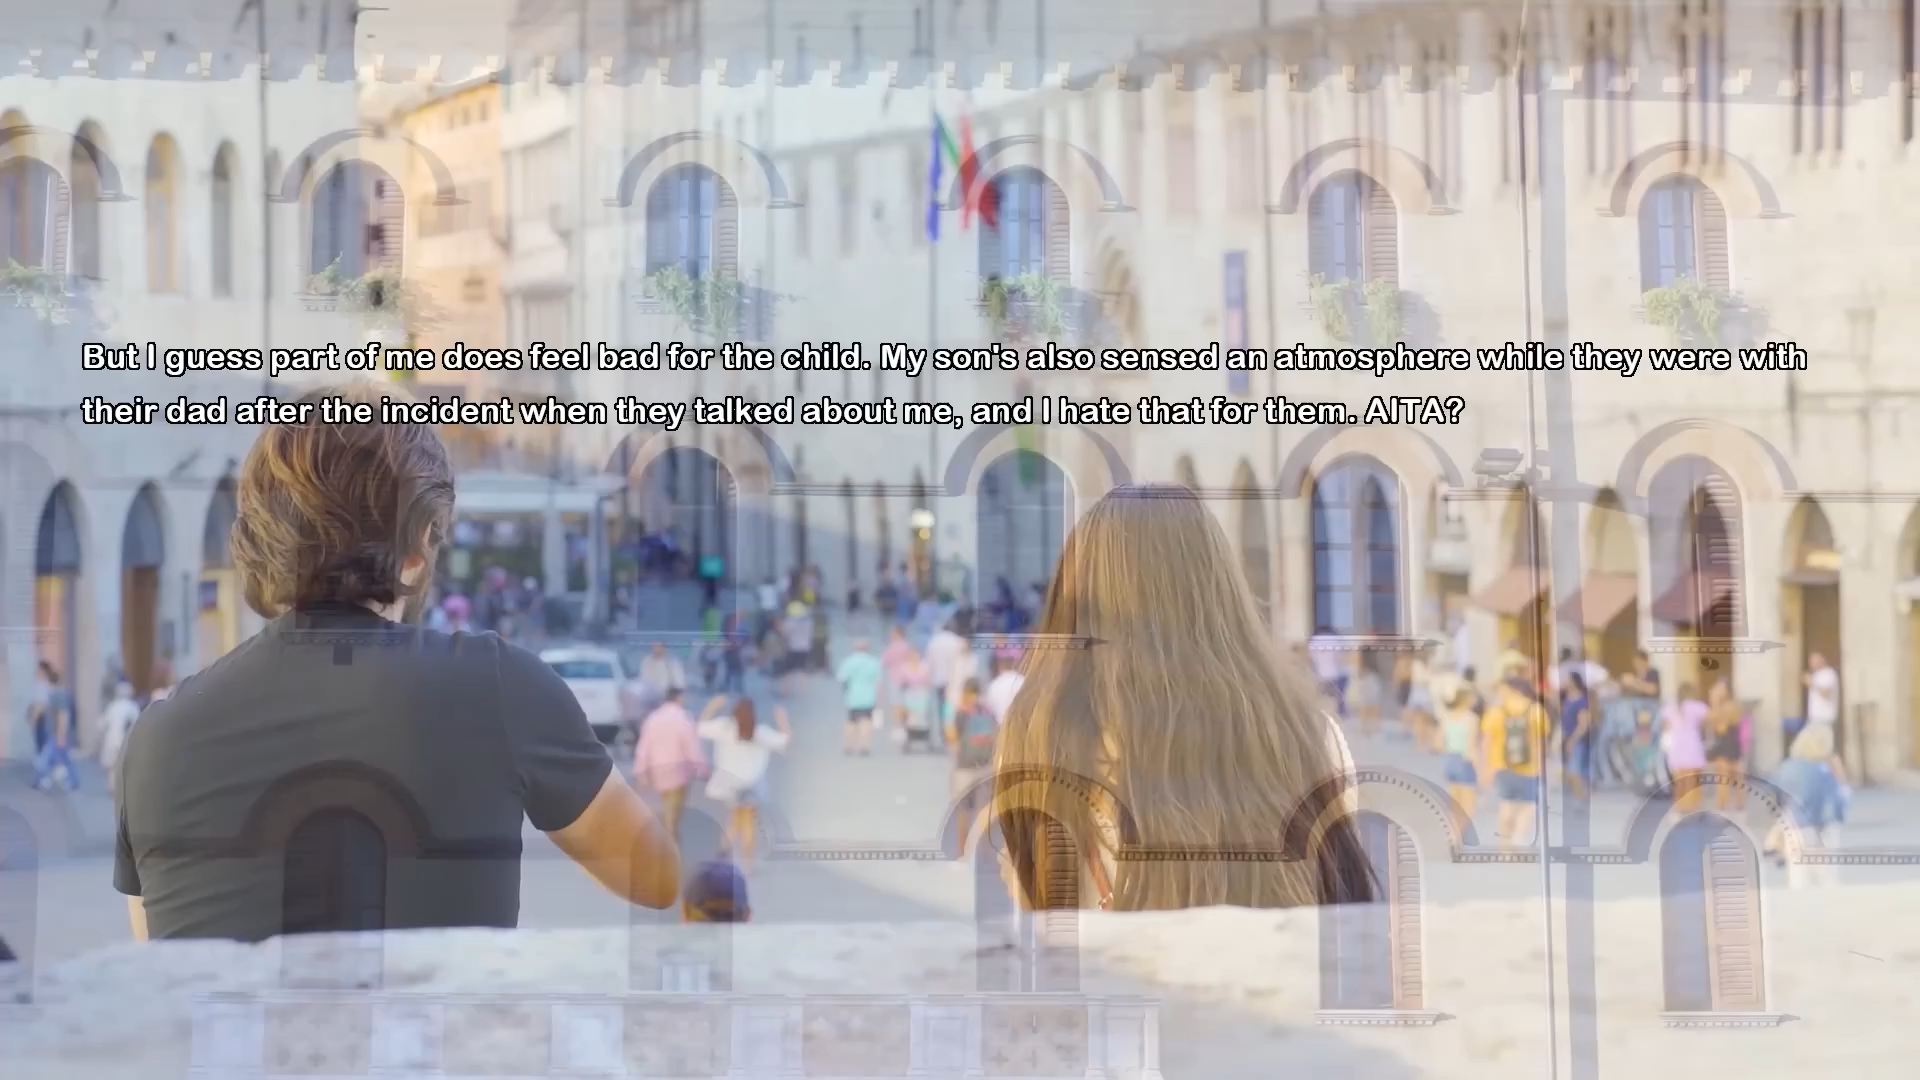 But I guess part of me does feel bad for the child. My son's also sensed an atmosphere while they were with
their dad after the incident when they talked about me, and I hate that for them. AITA?